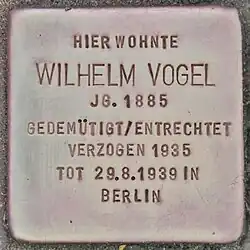 HIER WOHNTE
WILHELM VOGEL
JG. 1885
GEDEMÜTIGT/ENTRECHTET
VERZOGEN 1935
TOT 29.8.1939 IN
BERLIN